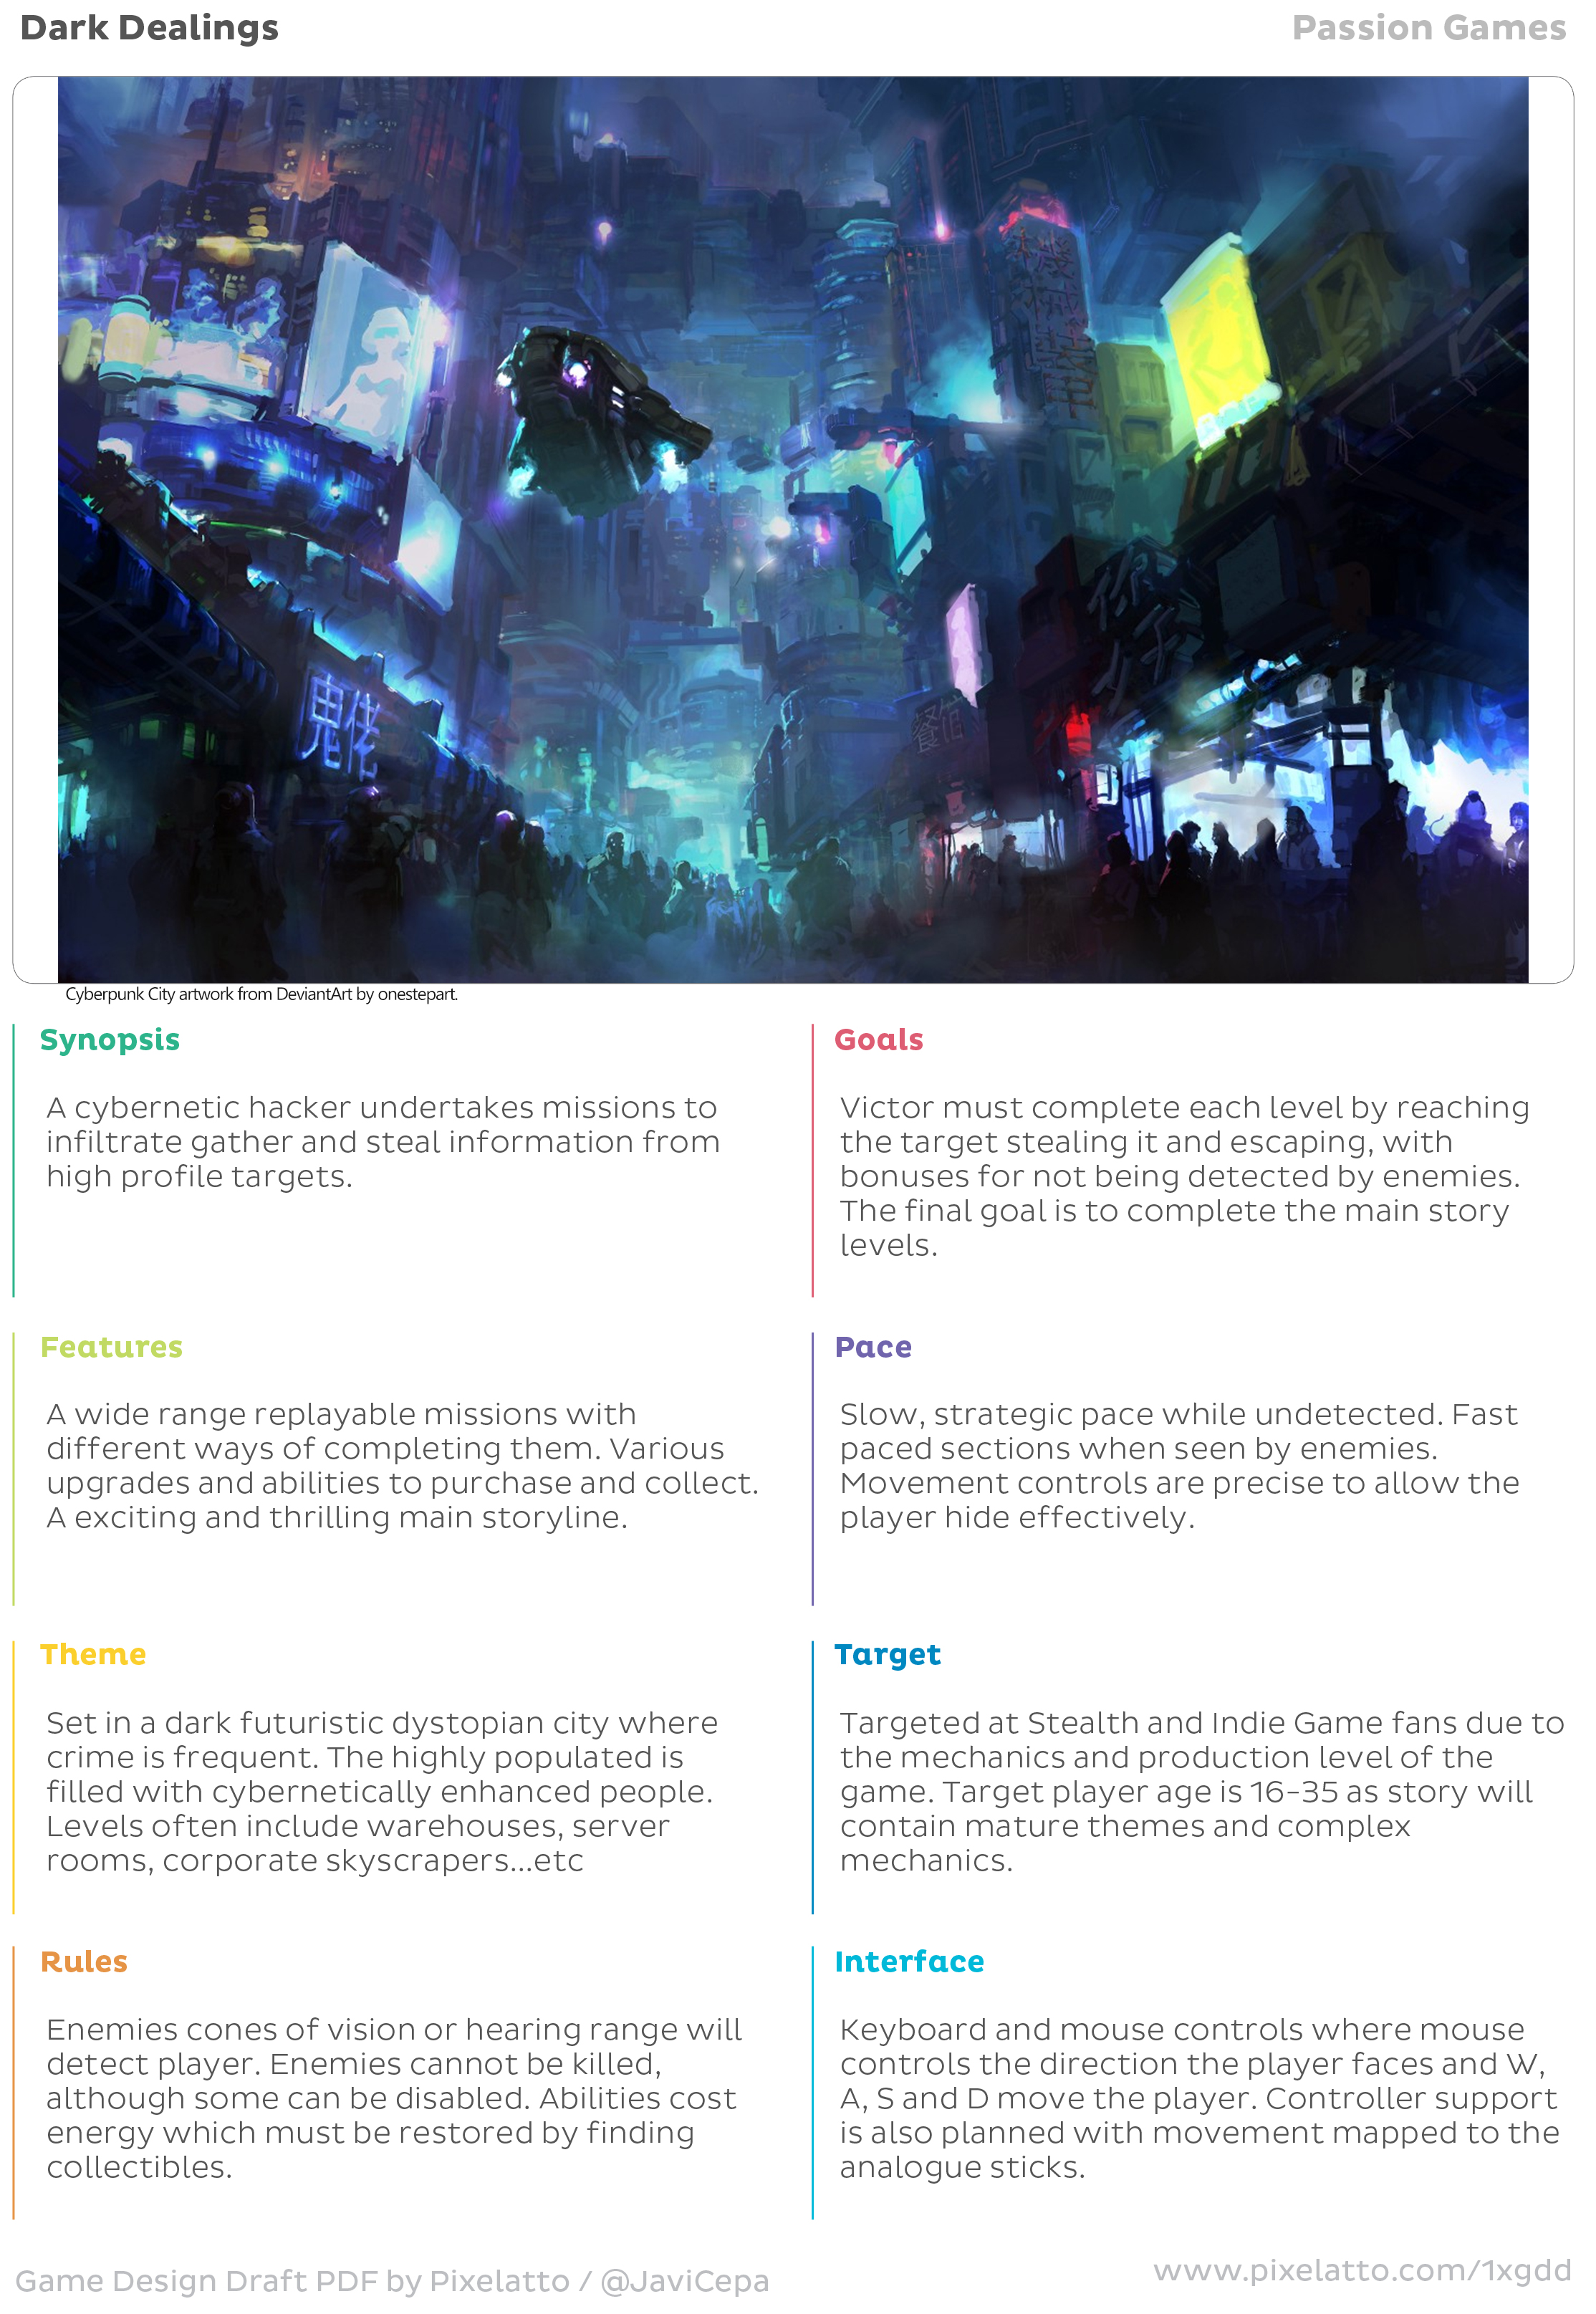 Dark Dealings
Passion Games
鬼佬
餐馆
Cyberpunk City artwork from DeviantArt by onestepart.
Synopsis
A cybernetic hacker undertakes missions to
infiltrate gather and steal information from
high profile targets.
Goals
Victor must complete each level by reaching
the target stealing it and escaping, with
bonuses for not being detected by enemies.
The final goal is to complete the main story
levels.
Features
A wide range replayable missions with
different ways of completing them. Various
upgrades and abilities to purchase and collect.
A exciting and thrilling main storyline.
Pace
Slow, strategic pace while undetected. Fast
paced sections when seen by enemies.
Movement controls are precise to allow the
player hide effectively.
Theme
Set in a dark futuristic dystopian city where
crime is frequent. The highly populated is
filled with cybernetically enhanced people.
Levels often include warehouses, server
rooms, corporate skyscrapers...etc
Target
Targeted at Stealth and Indie Game fans due to
the mechanics and production level of the
game. Target player age is 16-35 as story will
contain mature themes and complex
mechanics.
Rules
Enemies cones of vision or hearing range will
detect player. Enemies cannot be killed,
although some can be disabled. Abilities cost
energy which must be restored by finding
collectibles.
Interface
Keyboard and mouse controls where mouse
controls the direction the player faces and W,
A, S and D move the player. Controller support
is also planned with movement mapped to the
analogue sticks.
Game Design Draft PDF by Pixelatto / @JaviCepa
www.pixelatto.com/1xgdd